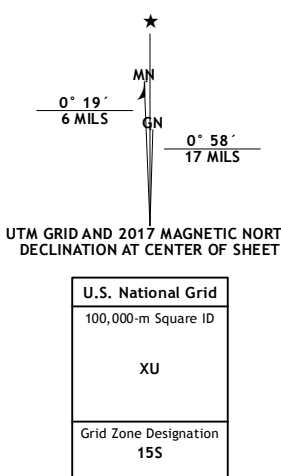 MN
0° 19´
6 MILS
GN
0° 58´
17 MILS
UTM GRID AND 2017 MAGNETIC NORT
DECLINATION AT CENTER OF SHEET
U.S. National Grid
100,000-m Square ID
XU
Grid Zone Designation
15S